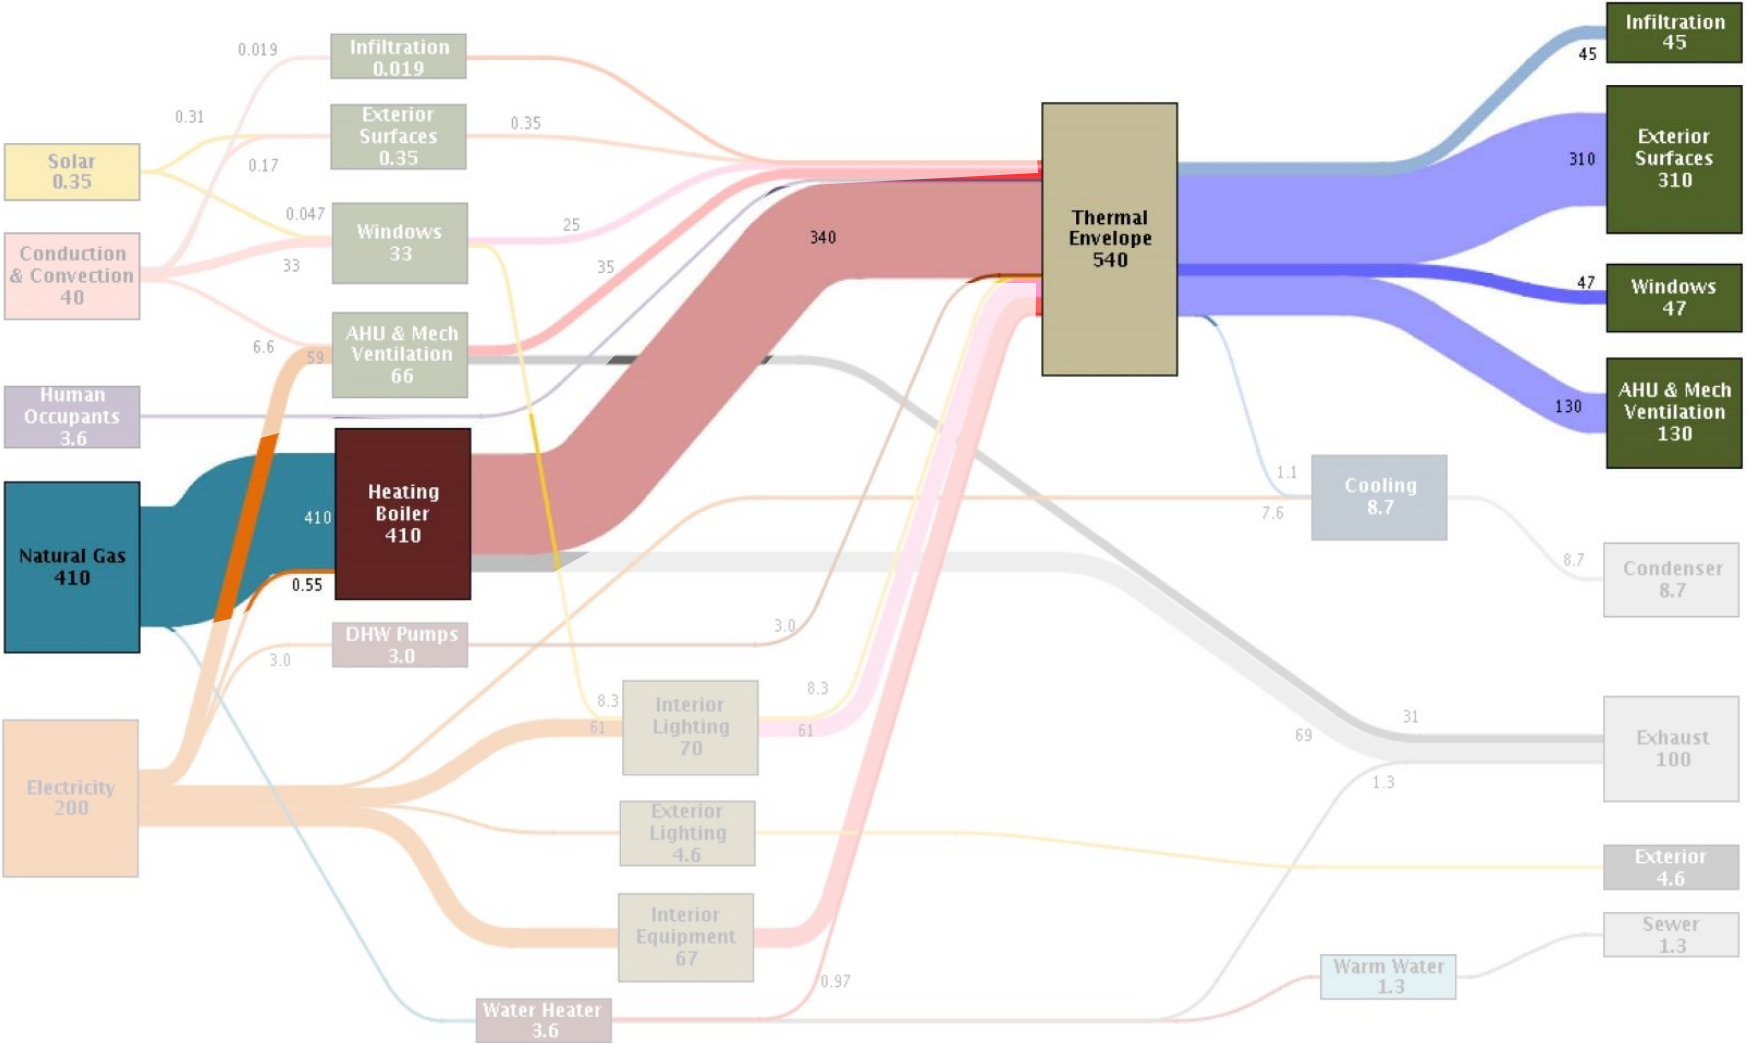 Infiltration
45
45
0.019
Infiltration
0.019
0.31
Exterior
Surfaces
0.35
0.35
Exterior
Surfaces
310
310
Solar
0.35
0.17
0.047
Windows
33
25
340
Thermal
Envelope
540
Conduction
& Convection
40
33
35
47
Windows
47
6.6
59
AHU & Mech
Ventilation
66
130
AHU & Mech
Ventilation
130
Human
Occupants
3.6
Natural Gas
410
410
Heating
Boiler
410
0.55
1.1
7.6
Cooling
8.7
8.7
Condenser
8.7
3.0
DHW Pumps
3.0
3.0
Electricity
200
8.3
61
Interior
Lighting
70
8.3
61
31
69
1.3
Exhaust
100
Exterior
Lighting
4.6
Exterior
4.6
Interior
Equipment
67
0.97
Sewer
1.3
Warm Water
1.3
Water Heater
3.6